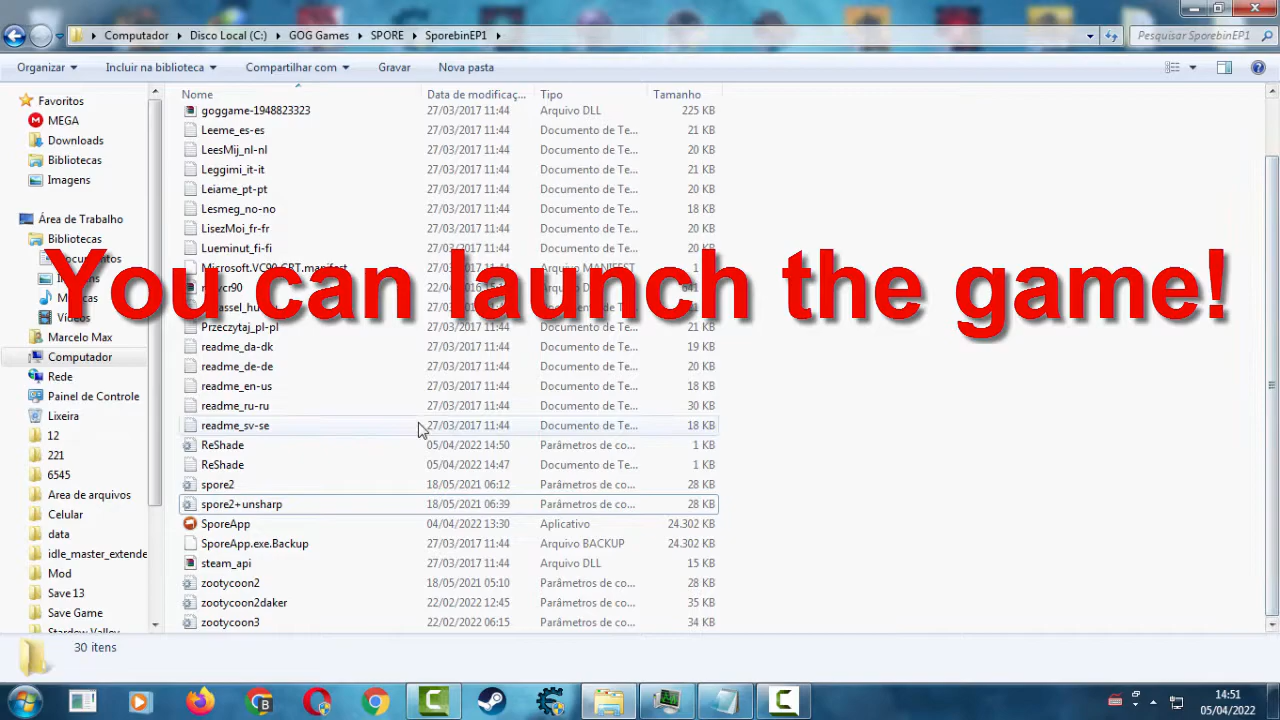 Computador ▸ Disco Local (C:) ▸ GOG Games ▸ SPORE ▸ SporebinEP1 ▸
Pesquisar SporebinEP1
Organizar Incluir na biblioteca Compartilhar com Gravar Nova pasta
Nome Data de modificaç... Tipo Tamanho
Favoritos
MEGA
Downloads
Bibliotecas
Imagens
Área de Trabalho
Bibliotecas
Músicas
Vídeos
Marcelo Max
Computador
Rede
Painel de Controle
Lixeira
12
221
6545
Area de arquivos
Celular
data
idle_master_extende
Mod
Save 13
Save Game
Stardew Valley
goggame-1948823323 27/03/2017 11:44 Arquivo DLL 225 KB
Leeme_es-es 27/03/2017 11:44 Documento de Te... 21 KB
LeesMij_nl-nl 27/03/2017 11:44 Documento de Te... 20 KB
Leggimi_it-it 27/03/2017 11:44 Documento de Te... 21 KB
Leiame_pt-pt 27/03/2017 11:44 Documento de Te... 20 KB
Lesmeg_no-no 27/03/2017 11:44 Documento de Te... 18 KB
LisezMoi_fr-fr 27/03/2017 11:44 Documento de Te... 21 KB
Lueminut_fi-fi 27/03/2017 11:44 Documento de Te... 20 KB
Microsoft.VC90.CRT.manifest
You can launch the game!
Przeczytaj_pl-pl 27/03/2017 11:44 Documento de Te... 21 KB
readme_da-dk 27/03/2017 11:44 Documento de Te... 19 KB
readme_de-de 27/03/2017 11:44 Documento de Te... 20 KB
readme_en-us 27/03/2017 11:44 Documento de Te... 18 KB
readme_ru-ru 27/03/2017 11:44 Documento de Te... 30 KB
readme_sv-se 27/03/2017 11:44 Documento de Te... 18 KB
ReShade 05/04/2022 14:50 Parâmetros de co... 1 KB
ReShade 05/04/2022 14:47 Documento de Te... 1 KB
spore2 18/05/2021 06:12 Parâmetros de co... 28 KB
spore2+unsharp 18/05/2021 06:39 Parâmetros de co... 28 KB
SporeApp 04/04/2022 13:30 Aplicativo 24.302 KB
SporeApp.exe.Backup 27/03/2017 11:44 Arquivo BACKUP 24.302 KB
steam_api 27/03/2017 11:44 Arquivo DLL 15 KB
zootycoon2 18/05/2021 05:10 Parâmetros de co... 28 KB
zootycoon2daker 22/02/2022 12:45 Parâmetros de co... 35 KB
zootycoon3 22/02/2022 06:15 Parâmetros de co... 34 KB
30 itens
14:51
05/04/2022